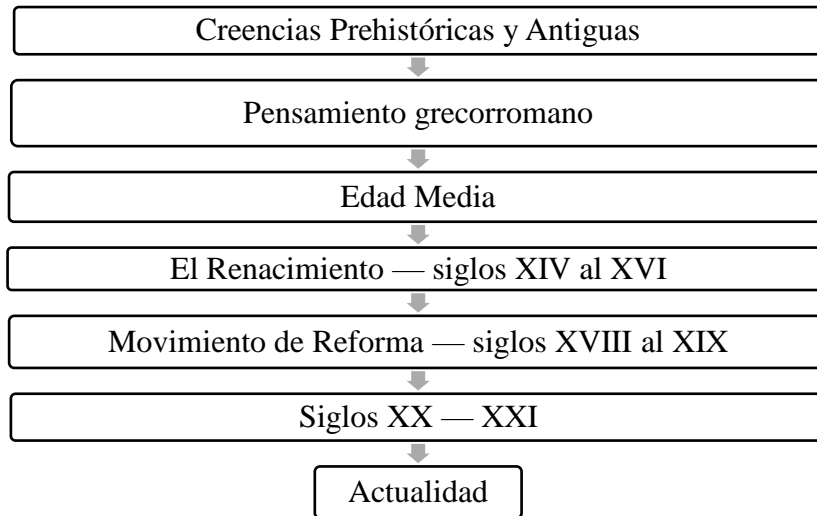 Creencias Prehistóricas y Antiguas
Pensamiento grecorromano
Edad Media
El Renacimiento — siglos XIV al XVI
Movimiento de Reforma — siglos XVIII al XIX
Siglos XX — XXI
Actualidad